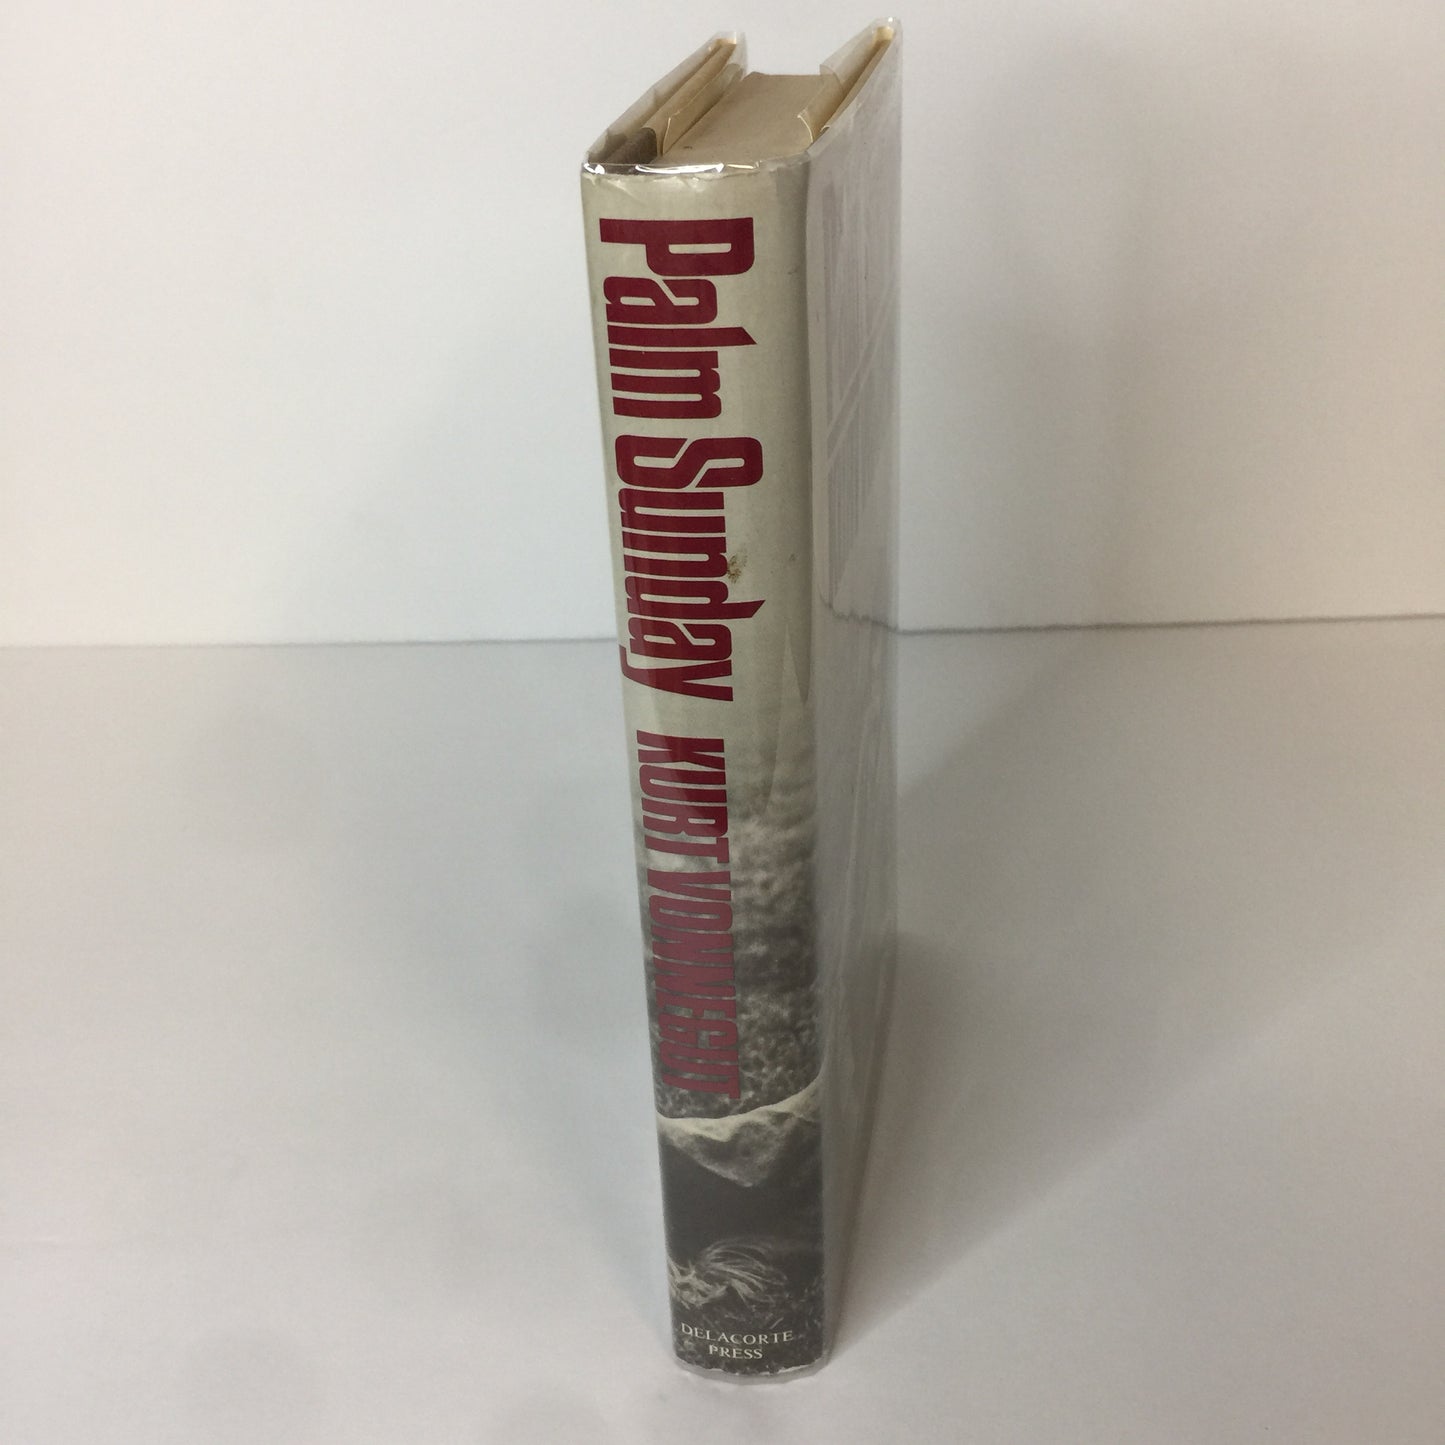 Palm Sunday
KURT VONNEGUT
DELACORTE
PRESS